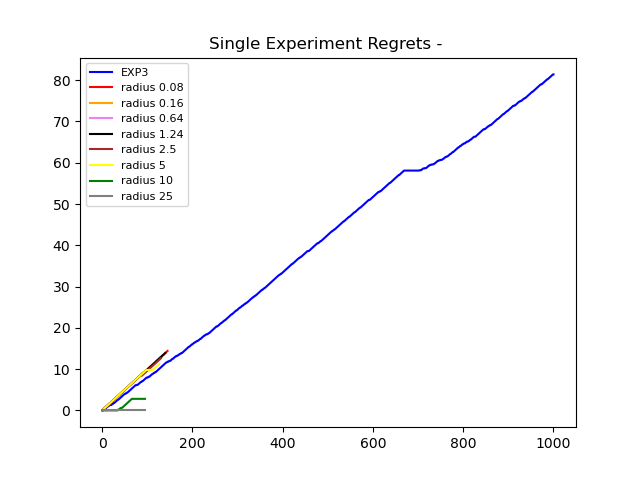 Single Experiment Regrets -
EXP3
radius 0.08
radius 0.16
radius 0.64
radius 1.24
radius 2.5
radius 5
radius 10
radius 25
80
70
60
50
40
30
20
10
0
0 200 400 600 800 1000